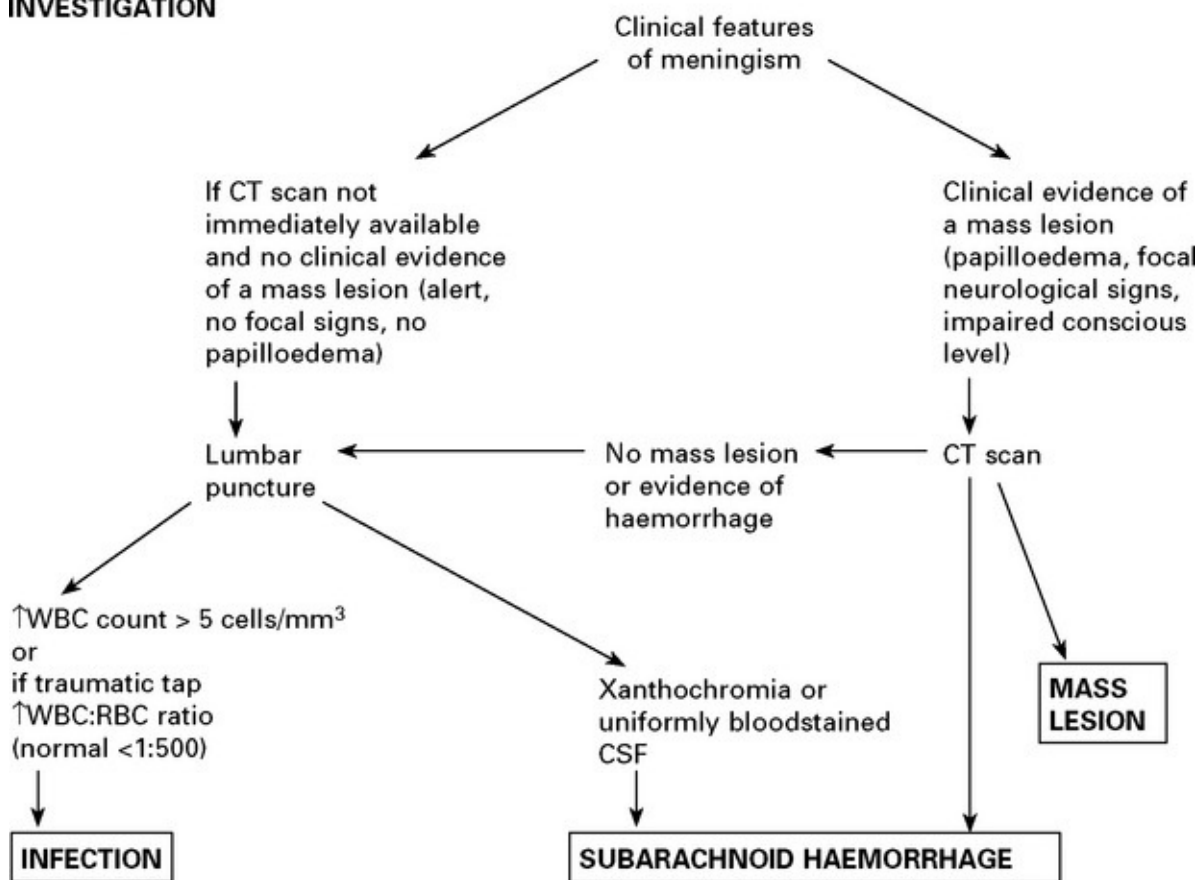 INVESTIGATION
Clinical features
of meningism
If CT scan not
immediately available
and no clinical evidence
of a mass lesion (alert,
no focal signs, no
papilloedema)
Clinical evidence of
a mass lesion
(papilloedema, focal
neurological signs,
impaired conscious
level)
Lumbar
puncture
No mass lesion
or evidence of
haemorrhage
CT scan
↑WBC count > 5 cells/mm³
or
if traumatic tap
↑WBC:RBC ratio
(normal <1:500)
Xanthochromia or
uniformly bloodstained
CSF
MASS
LESION
INFECTION
SUBARACHNOID HAEMORRHAGE